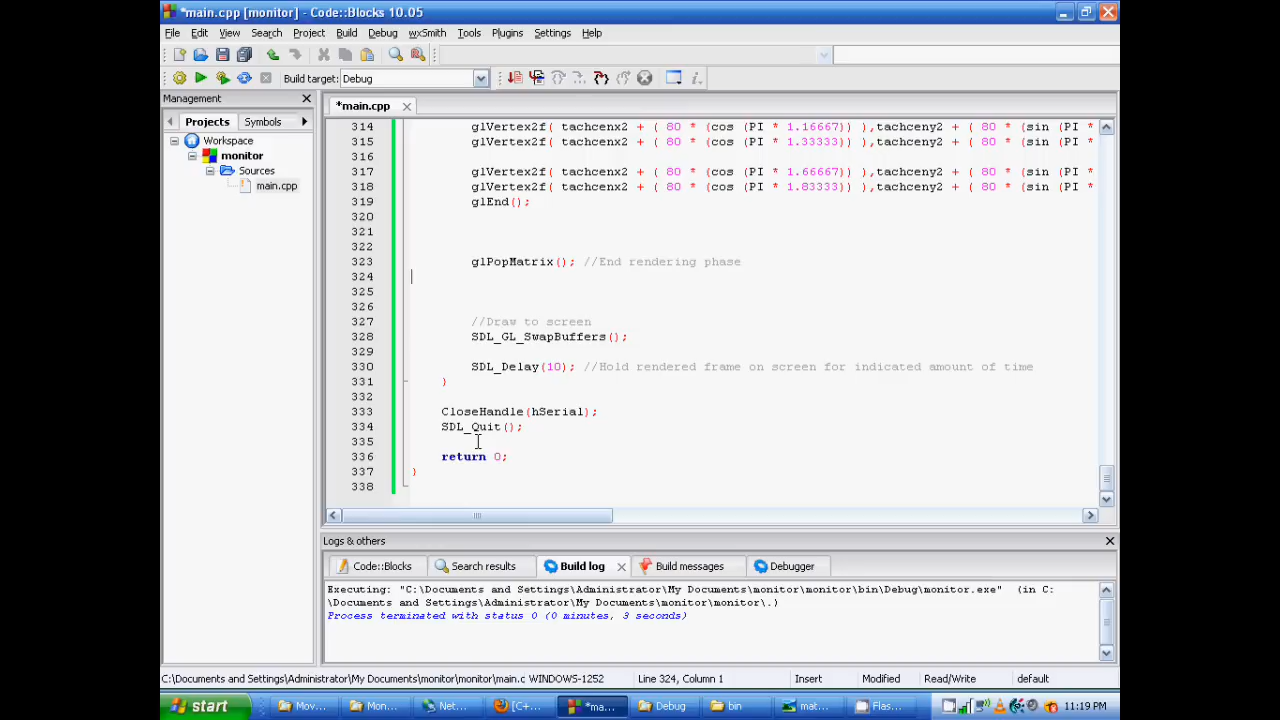 *main.cpp [monitor] - Code::Blocks 10.05
File Edit View Search Project Build Debug wxSmith Tools Plugins Settings Help
Build target: Debug
Management
Projects Symbols
Workspace
monitor
Sources
main.cpp
*main.cpp
314 glVertex2f( tachcenx2 + ( 80 * (cos (PI * 1.16667)) ),tachceny2 + ( 80 * (sin (PI *
315 glVertex2f( tachcenx2 + ( 80 * (cos (PI * 1.33333)) ),tachceny2 + ( 80 * (sin (PI *
316
317 glVertex2f( tachcenx2 + ( 80 * (cos (PI * 1.66667)) ),tachceny2 + ( 80 * (sin (PI *
318 glVertex2f( tachcenx2 + ( 80 * (cos (PI * 1.83333)) ),tachceny2 + ( 80 * (sin (PI *
319 glEnd();
320
321
322
323 glPopMatrix(); //End rendering phase
324
325
326
327 //Draw to screen
328 SDL_GL_SwapBuffers();
329
330 SDL_Delay(10); //Hold rendered frame on screen for indicated amount of time
331 }
332
333 CloseHandle(hSerial);
334 SDL_Quit();
335
336 return 0;
337 }
338
Logs & others
Code::Blocks Search results Build log Build messages Debugger
Executing: "C:\Documents and Settings\Administrator\My Documents\monitor\monitor\bin\Debug\monitor.exe" (in C:
\Documents and Settings\Administrator\My Documents\monitor\monitor\.)
Process terminated with status 0 (0 minutes, 3 seconds)
C:\Documents and Settings\Administrator\My Documents\monitor\monitor\main.c WINDOWS-1252 Line 324, Column 1 Insert Modified Read/Write default
start Mov... Mon... Net... [C+... *ma... Debug bin mat... Flas... 11:19 PM